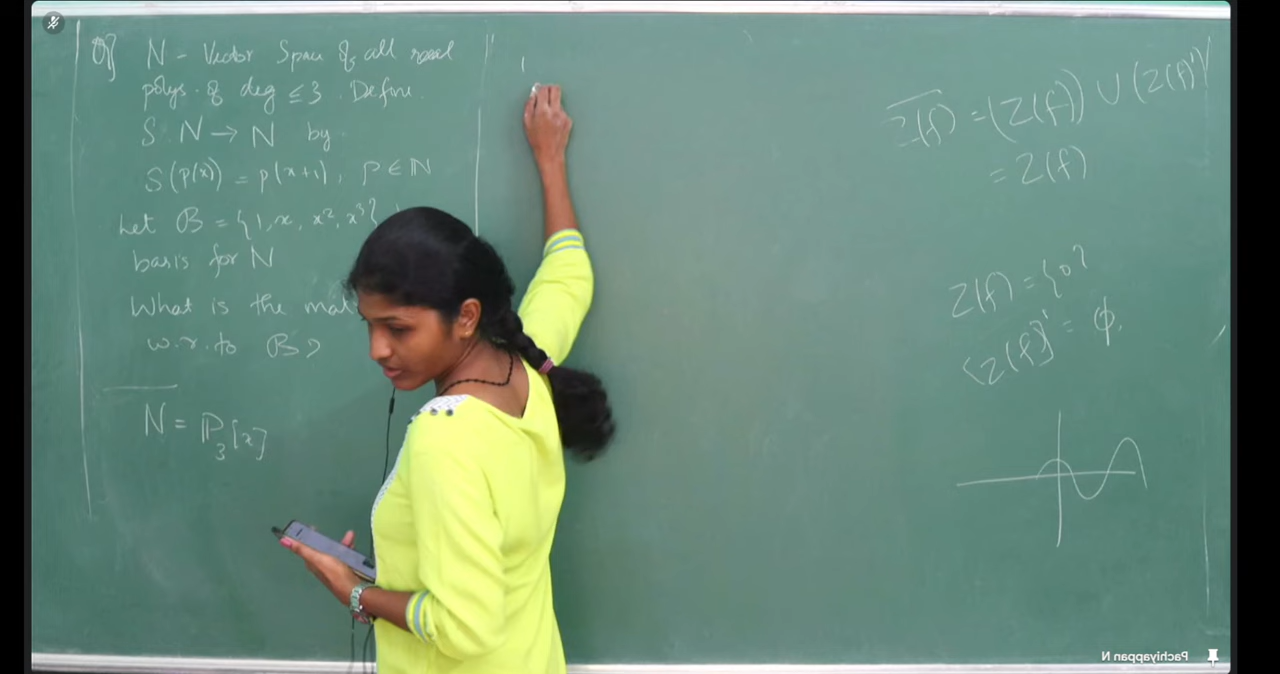 Q] N - Vector Space of all real
polys. of deg ≤ 3. Define.
S: N → N by
S(p(x)) = p(x+1), p ∈ N
Let B = {1, x, x², x³}
basis for N
What is the mat
w.r.to B?
N = P₃[x]
1
Z(f) = (Z(f)) ∪ (Z(f)')
= Z(f)
Z(f) = {0}
(Z(f))' = ϕ.
Pachiyappan N